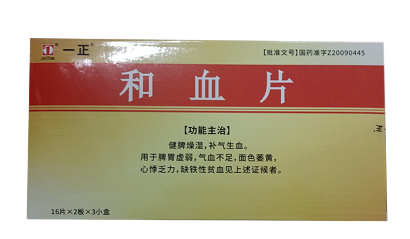 一正
【批准文号】国药准字Z20090445
和血片
【功能主治】
健脾燥湿，补气生血。
用于脾胃虚弱，气血不足，面色萎黄，
心悸乏力，缺铁性贫血见上述证候者。
16片×2板×3小盒